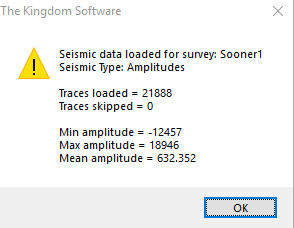 The Kingdom Software
Seismic data loaded for survey: Sooner1
Seismic Type: Amplitudes
Traces loaded = 21888
Traces skipped = 0
Min amplitude = -12457
Max amplitude = 18946
Mean amplitude = 632.352
OK